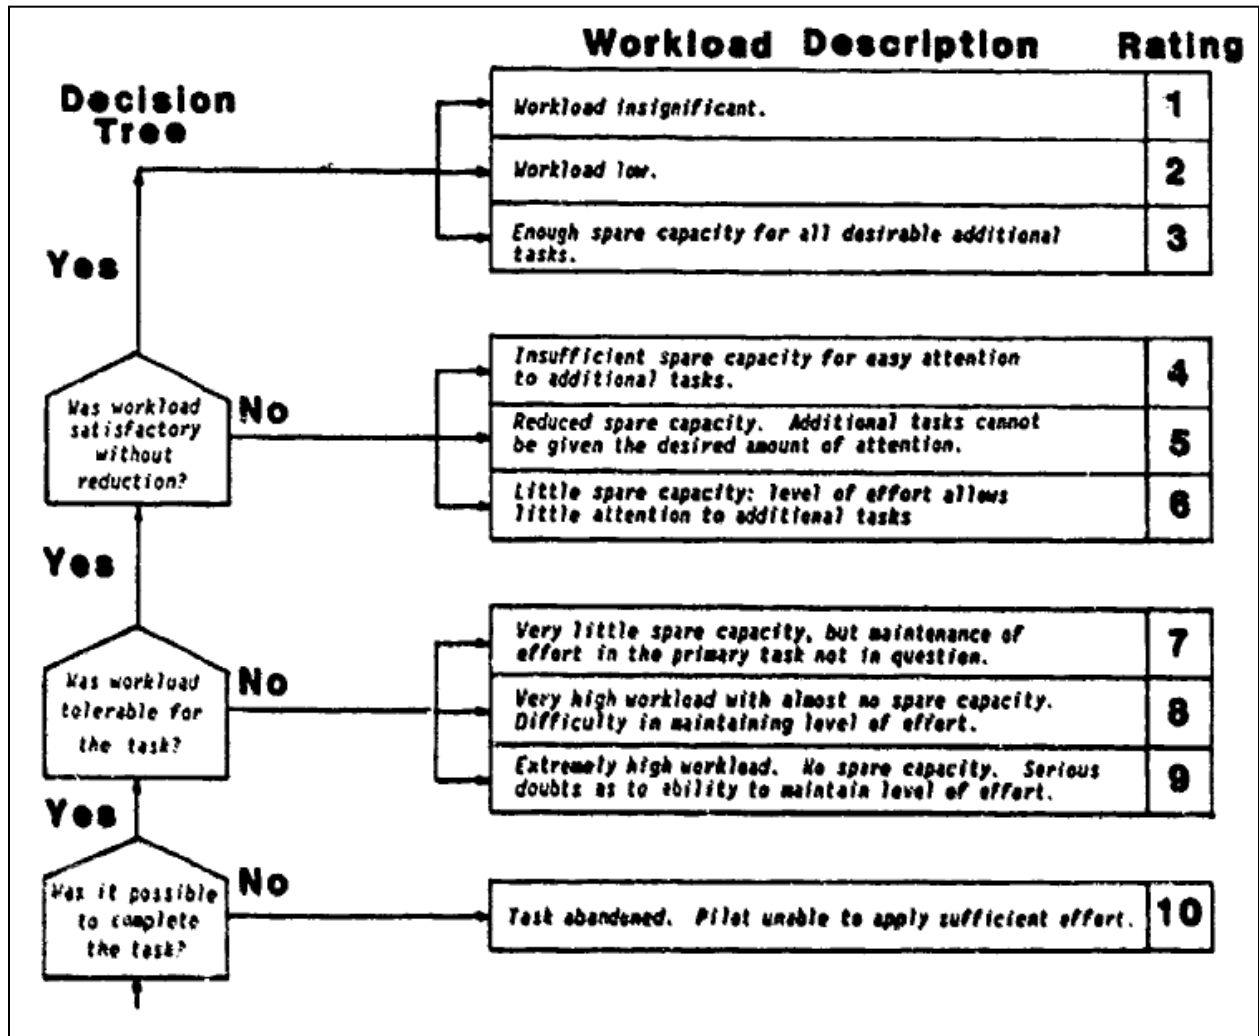 Workload Description Rating
Decision
Tree
Workload insignificant. 1
Workload low. 2
Enough spare capacity for all desirable additional
tasks. 3
Yes
Insufficient spare capacity for easy attention
to additional tasks. 4
Was workload
satisfactory
without
reduction?
No
Reduced spare capacity. Additional tasks cannot
be given the desired amount of attention. 5
Little spare capacity: level of effort allows
little attention to additional tasks 6
Yes
Very little spare capacity, but maintenance of
effort in the primary task not in question. 7
Was workload
tolerable for
the task?
No
Very high workload with almost no spare capacity.
Difficulty in maintaining level of effort. 8
Extremely high workload. No spare capacity. Serious
doubts as to ability to maintain level of effort. 9
Yes
Was it possible
to complete
the task?
No
Task abandoned. Pilot unable to apply sufficient effort. 10